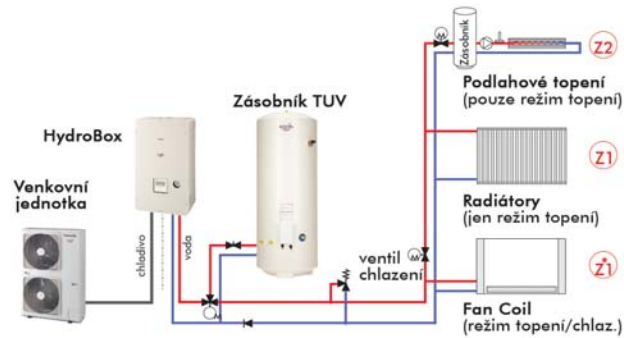 Zásobník
Z2
Podlahové topení
(pouze režim topení)
Zásobník TUV
HydroBox
Z1
Venkovní
jednotka
Radiátory
(jen režim topení)
chladivo
voda
ventil
chlazení
Z*1
Fan Coil
(režim topení/chlaz.)
M
M
M